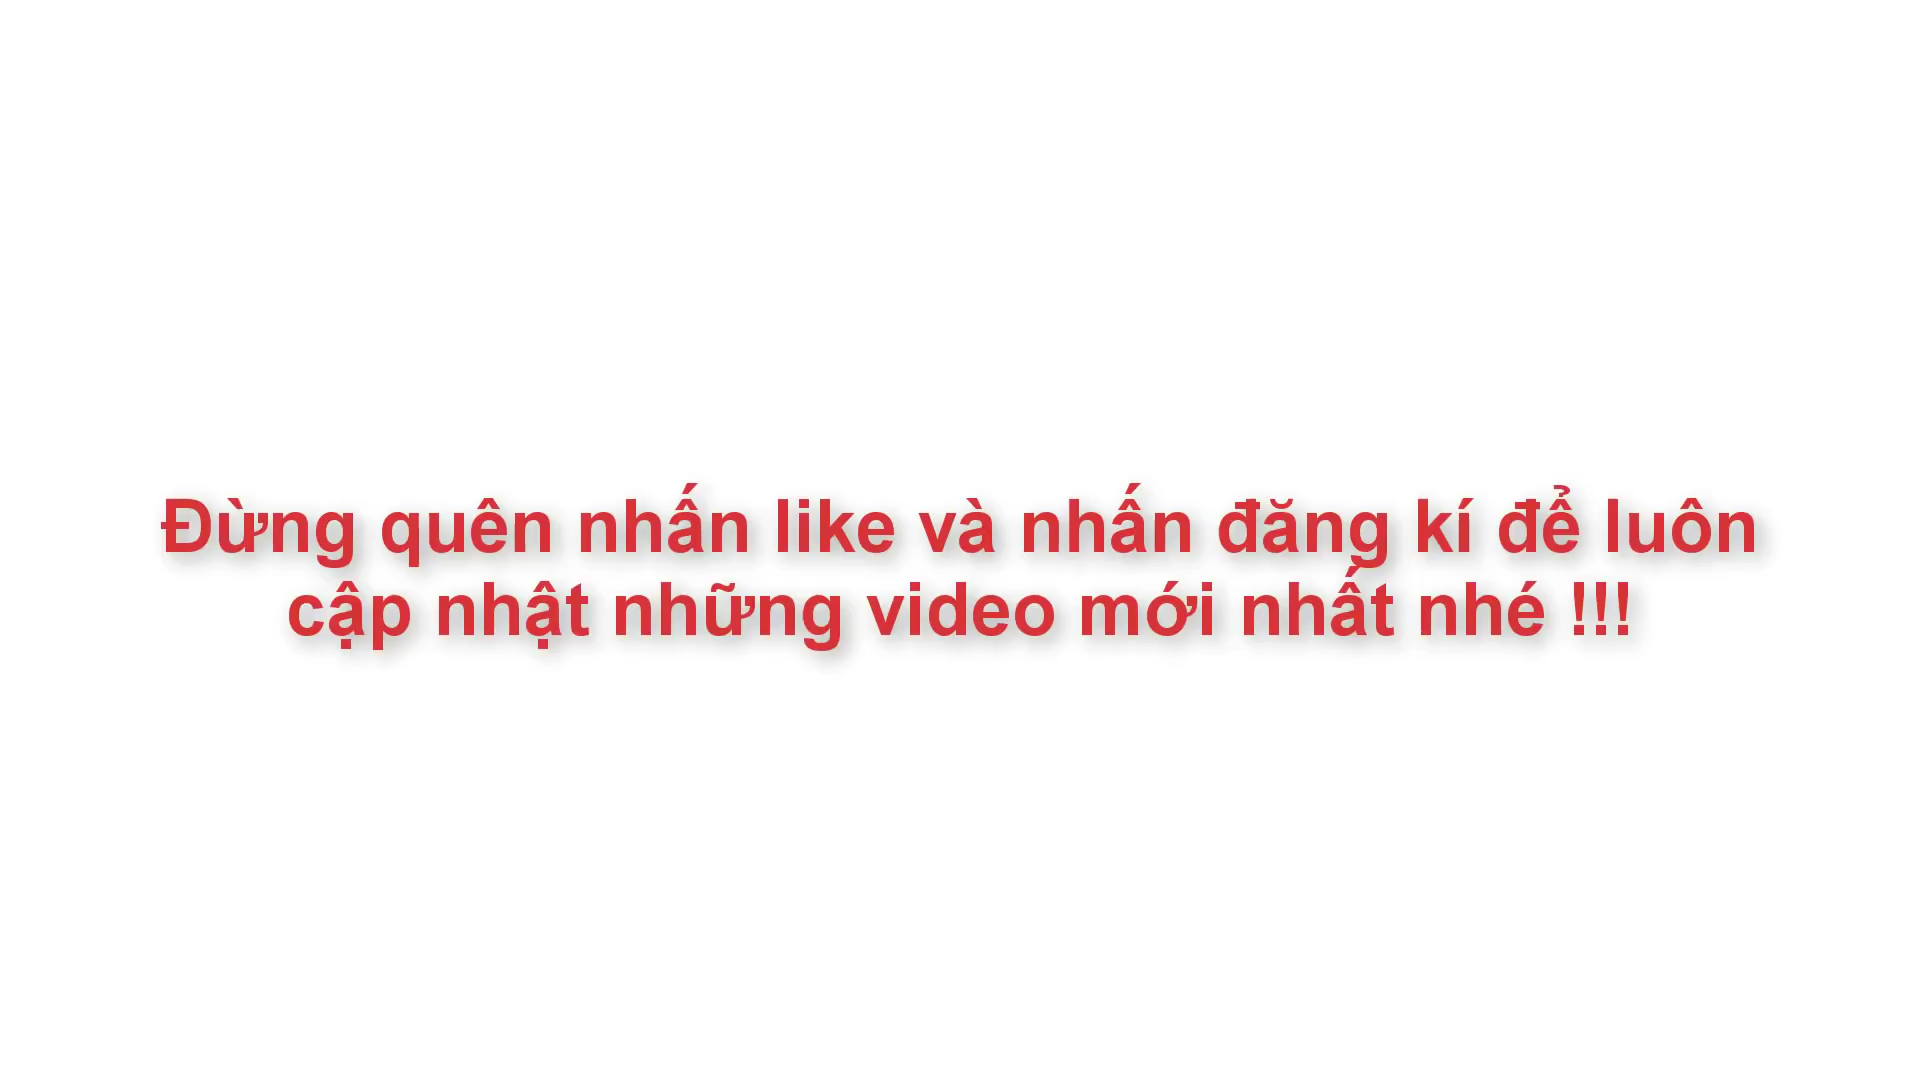 Đừng quên nhấn like và nhấn đăng kí để luôn
cập nhật những video mới nhất nhé !!!